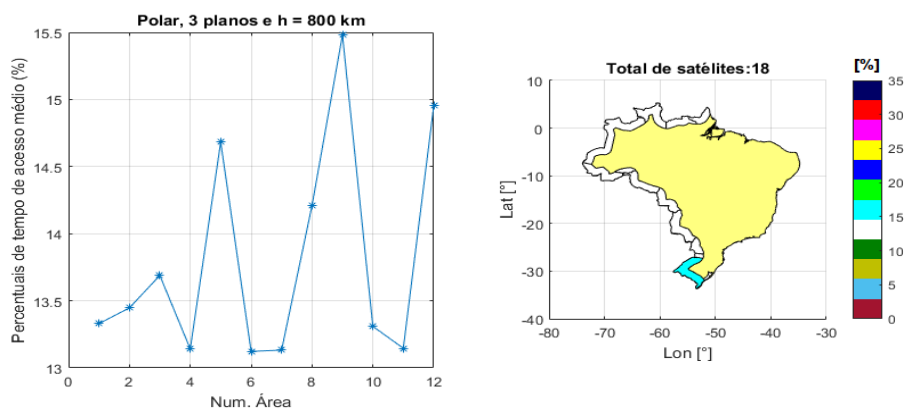 Polar, 3 planos e h = 800 km
Percentuais de tempo de acesso médio (%)
15.5
15
14.5
14
13.5
13
0 2 4 6 8 10 12
Num. Área
Total de satélites:18
Lat [°]
10
0
-10
-20
-30
-40
-80 -70 -60 -50 -40 -30
Lon [°]
[%]
35
30
25
20
15
10
5
0